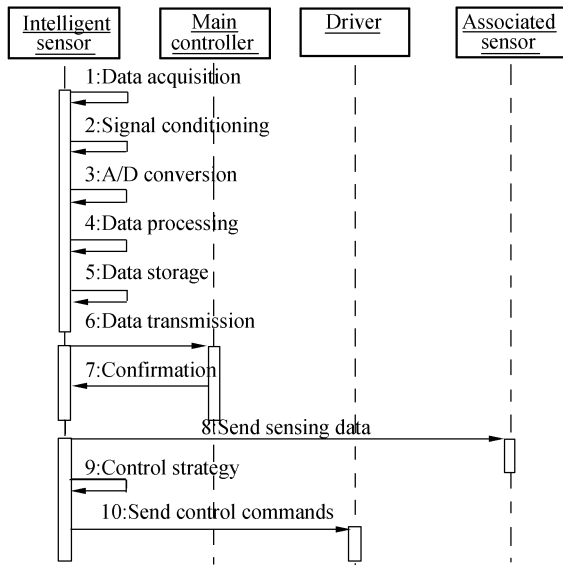 Intelligent
sensor
Main
controller
Driver
Associated
sensor
1:Data acquisition
2:Signal conditioning
3:A/D conversion
4:Data processing
5:Data storage
6:Data transmission
7:Confirmation
8:Send sensing data
9:Control strategy
10:Send control commands